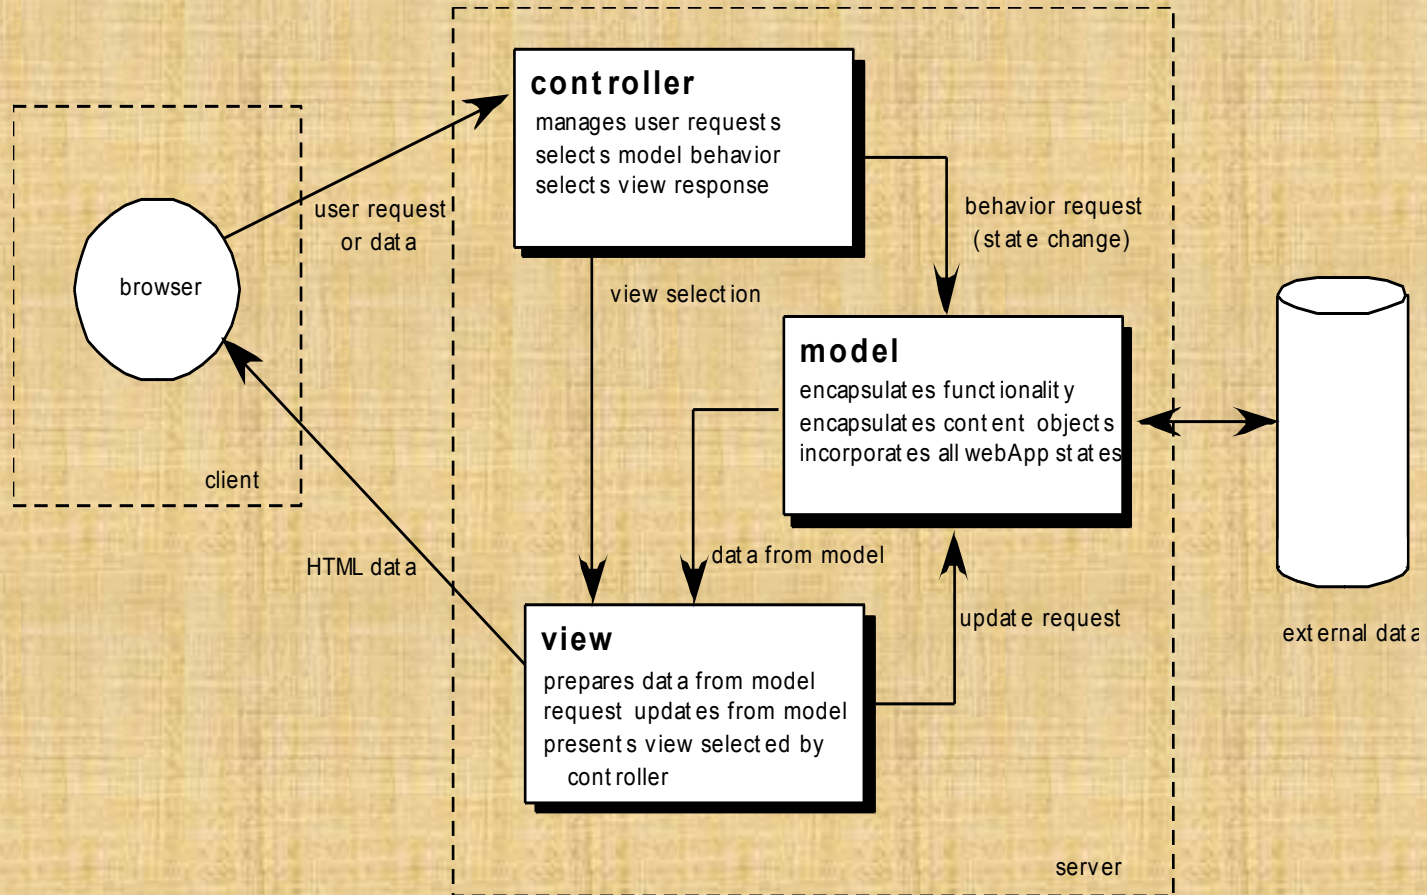 controller
manages user requests
selects model behavior
selects view response
user request
or data
behavior request
(state change)
browser
view selection
model
encapsulates functionality
encapsulates content objects
incorporates all webApp states
client
data from model
HTML data
update request
external data
view
prepares data from model
request updates from model
presents view selected by
controller
server